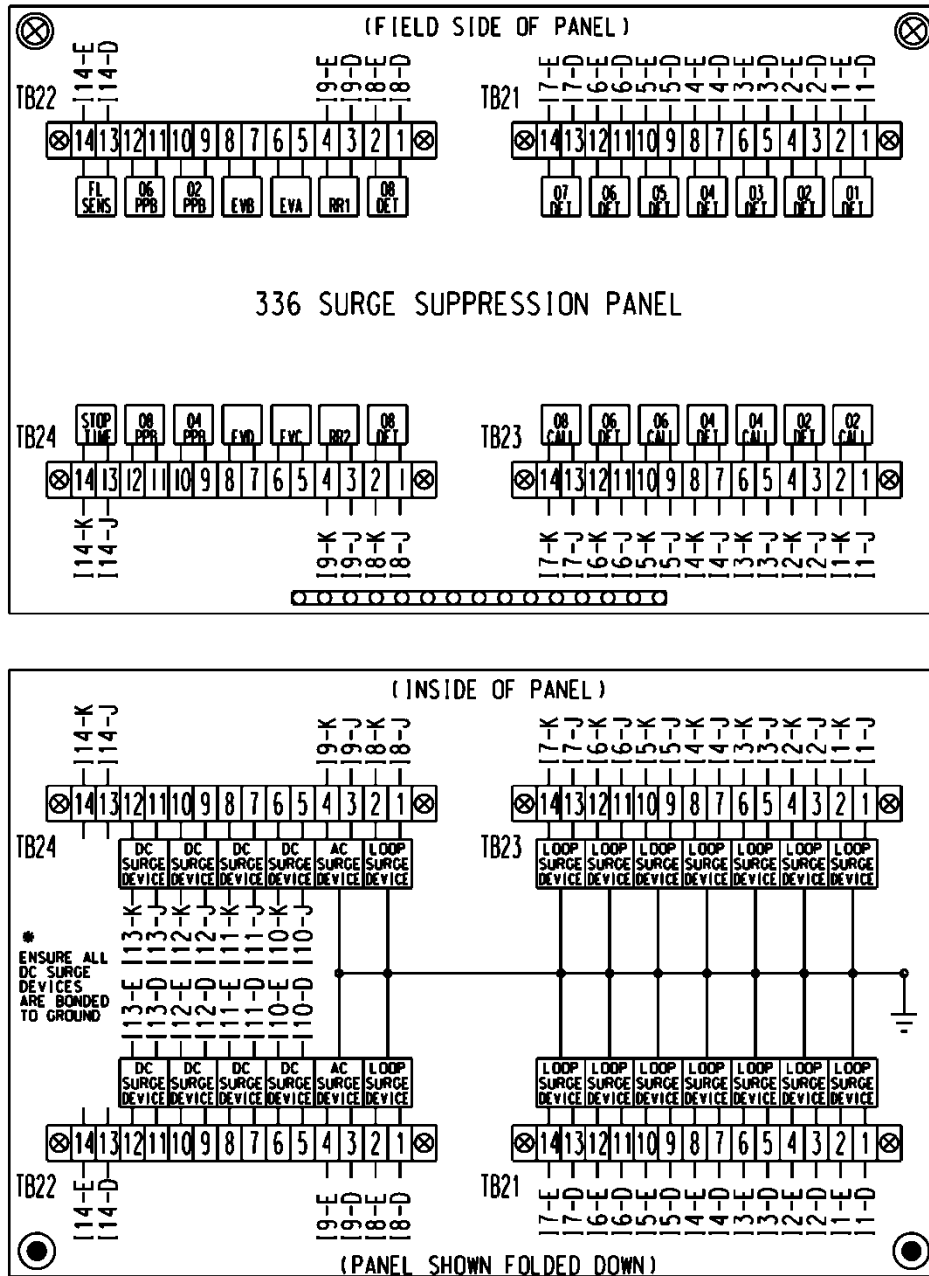 (FIELD SIDE OF PANEL)
I14-E I14-D I9-E I9-D I8-E I8-D I7-E I7-D I6-E I6-D I5-E I5-D I4-E I4-D I3-E I3-D I2-E I2-D I1-E I1-D
TB22 TB21
14 13 12 11 10 9 8 7 6 5 4 3 2 1 14 13 12 11 10 9 8 7 6 5 4 3 2 1
FL SENS 06 PPB 02 PPB EVB EVA RR1 08 DET 07 DET 06 DET 05 DET 04 DET 03 DET 02 DET 01 DET
336 SURGE SUPPRESSION PANEL
STOP TIME 08 PPB 04 PPB EVD EVC RR2 08 DET 08 CALL 06 DET 06 CALL 04 DET 04 CALL 02 DET 02 CALL
TB24 TB23
14 13 12 11 10 9 8 7 6 5 4 3 2 1 14 13 12 11 10 9 8 7 6 5 4 3 2 1
I14-K I14-J I9-K I9-J I8-K I8-J I7-K I7-J I6-K I6-J I5-K I5-J I4-K I4-J I3-K I3-J I2-K I2-J I1-K I1-J
(INSIDE OF PANEL)
I14-K I14-J I9-K I9-J I8-K I8-J I7-K I7-J I6-K I6-J I5-K I5-J I4-K I4-J I3-K I3-J I2-K I2-J I1-K I1-J
14 13 12 11 10 9 8 7 6 5 4 3 2 1 14 13 12 11 10 9 8 7 6 5 4 3 2 1
TB24 TB23
DC DC DC DC AC LOOP LOOP LOOP LOOP LOOP LOOP LOOP LOOP
SURGE SURGE SURGE SURGE SURGE SURGE SURGE SURGE SURGE SURGE SURGE SURGE SURGE
DEVICE DEVICE DEVICE DEVICE DEVICE DEVICE DEVICE DEVICE DEVICE DEVICE DEVICE DEVICE DEVICE
I13-K I13-J I12-K I12-J I11-K I11-J I10-K I10-J
*
ENSURE ALL
DC SURGE
DEVICES
ARE BONDED
TO GROUND
I13-E I13-D I12-E I12-D I11-E I11-D I10-E I10-D
DC DC DC DC AC LOOP LOOP LOOP LOOP LOOP LOOP LOOP LOOP
SURGE SURGE SURGE SURGE SURGE SURGE SURGE SURGE SURGE SURGE SURGE SURGE SURGE
DEVICE DEVICE DEVICE DEVICE DEVICE DEVICE DEVICE DEVICE DEVICE DEVICE DEVICE DEVICE DEVICE
14 13 12 11 10 9 8 7 6 5 4 3 2 1 14 13 12 11 10 9 8 7 6 5 4 3 2 1
TB22 TB21
I14-E I14-D I9-E I9-D I8-E I8-D I7-E I7-D I6-E I6-D I5-E I5-D I4-E I4-D I3-E I3-D I2-E I2-D I1-E I1-D
(PANEL SHOWN FOLDED DOWN)